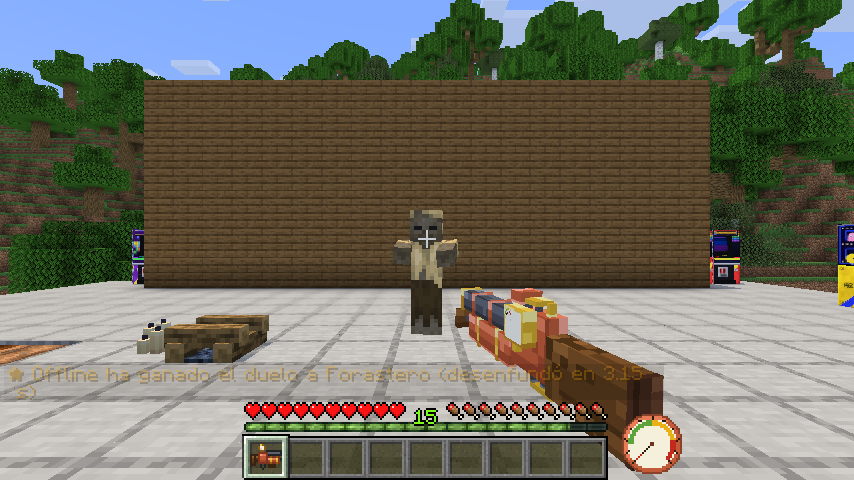 ★ Offline ha ganado el duelo a Forastero (desenfundó en 3.15
s)
15